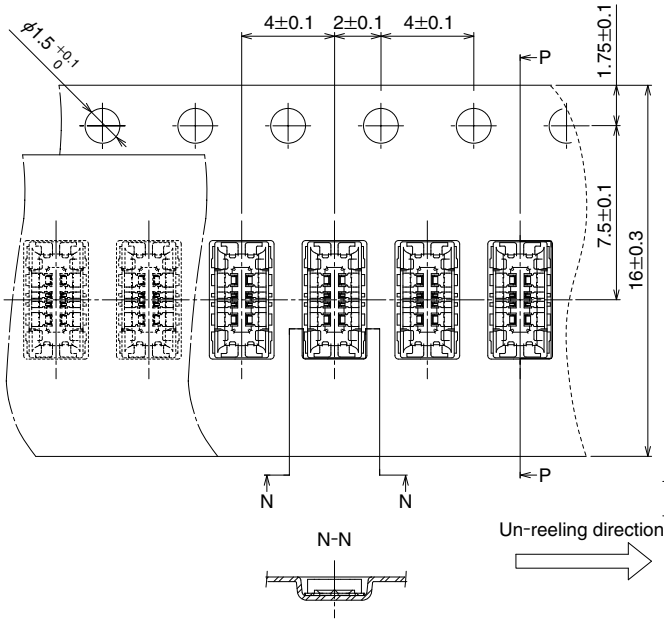 4±0.1
2±0.1
4±0.1
φ1.5 +0.1 0
P
1.75±0.1
7.5±0.1
16±0.3
P
N
N
N-N
Un-reeling direction